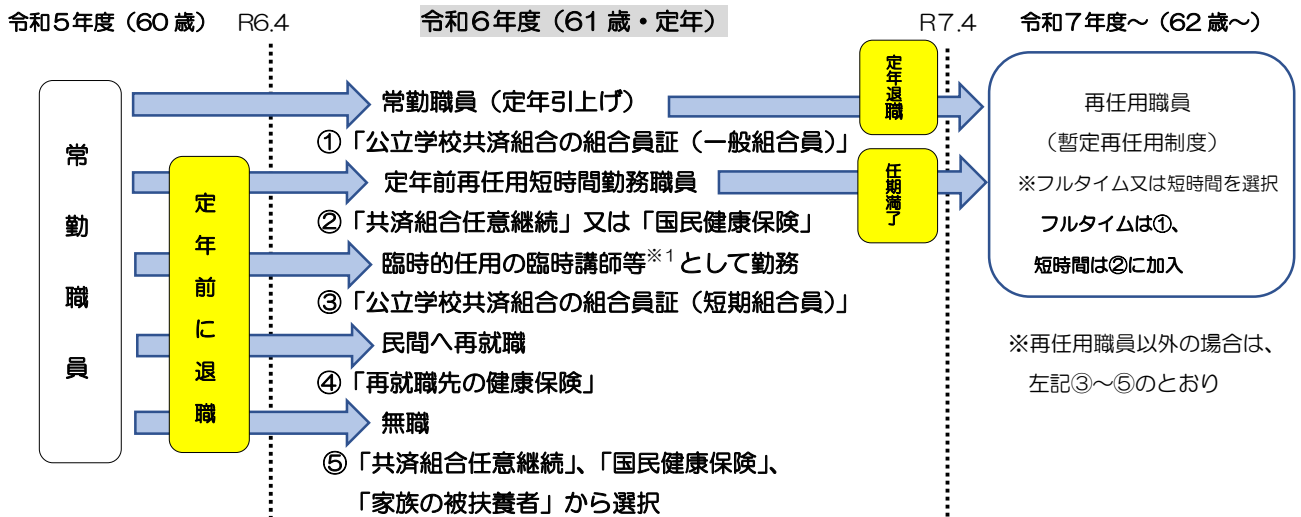 令和5年度（60歳） R6.4 令和6年度（61歳・定年） R7.4 令和7年度～（62歳～）
常勤職員
定年前に退職
常勤職員（定年引上げ）
①「公立学校共済組合の組合員証（一般組合員）」
定年前再任用短時間勤務職員
②「共済組合任意継続」又は「国民健康保険」
臨時的任用の臨時講師等※1として勤務
③「公立学校共済組合の組合員証（短期組合員）」
民間へ再就職
④「再就職先の健康保険」
無職
⑤「共済組合任意継続」、「国民健康保険」、
「家族の被扶養者」から選択
定年退職
任期満了
再任用職員
（暫定再任用制度）
※フルタイム又は短時間を選択
フルタイムは①、
短時間は②に加入
※再任用職員以外の場合は、
左記③～⑤のとおり